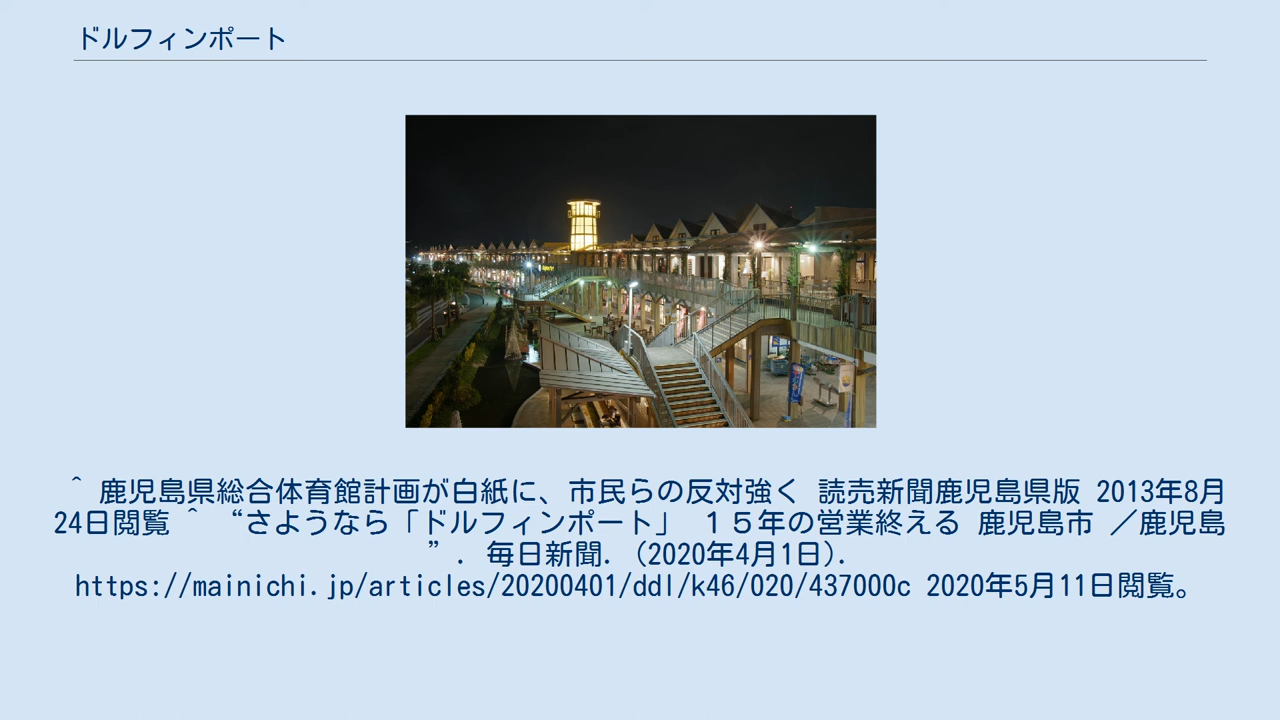 ドルフィンポート
^ 鹿児島県総合体育館計画が白紙に、市民らの反対強く 読売新聞鹿児島県版 2013年8月
24日閲覧 ^ “さようなら「ドルフィンポート」 １５年の営業終える 鹿児島市 ／鹿児島
”. 毎日新聞. (2020年4月1日).
https://mainichi.jp/articles/20200401/ddl/k46/020/437000c 2020年5月11日閲覧。